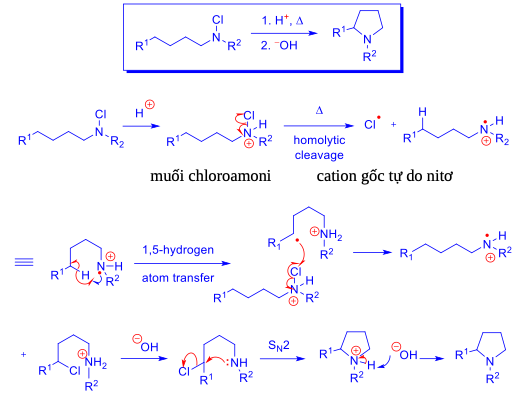 Cl
1. H⁺, Δ
R¹ N R² 2. ⁻OH R² N R²
Cl H ⊕ Cl H Δ Cl• + H H
R¹ N R₂ R¹ N⊕ R₂ homolytic R¹ N•⊕ R₂
cleavage
muối chloroamoni cation gốc tự do nitơ
⊕ NH₂
R₁ • R²
⊕ 1,5-hydrogen H
H N–H Cl N•⊕
R¹ R² atom transfer H R¹ R²
R¹ N⊕ R²
+ ⊕NH₂ ⊖OH Cl :NH S_N2 R¹ N⊕ H ⊖OH R¹ N
R¹ Cl R² R¹ R² R² R²